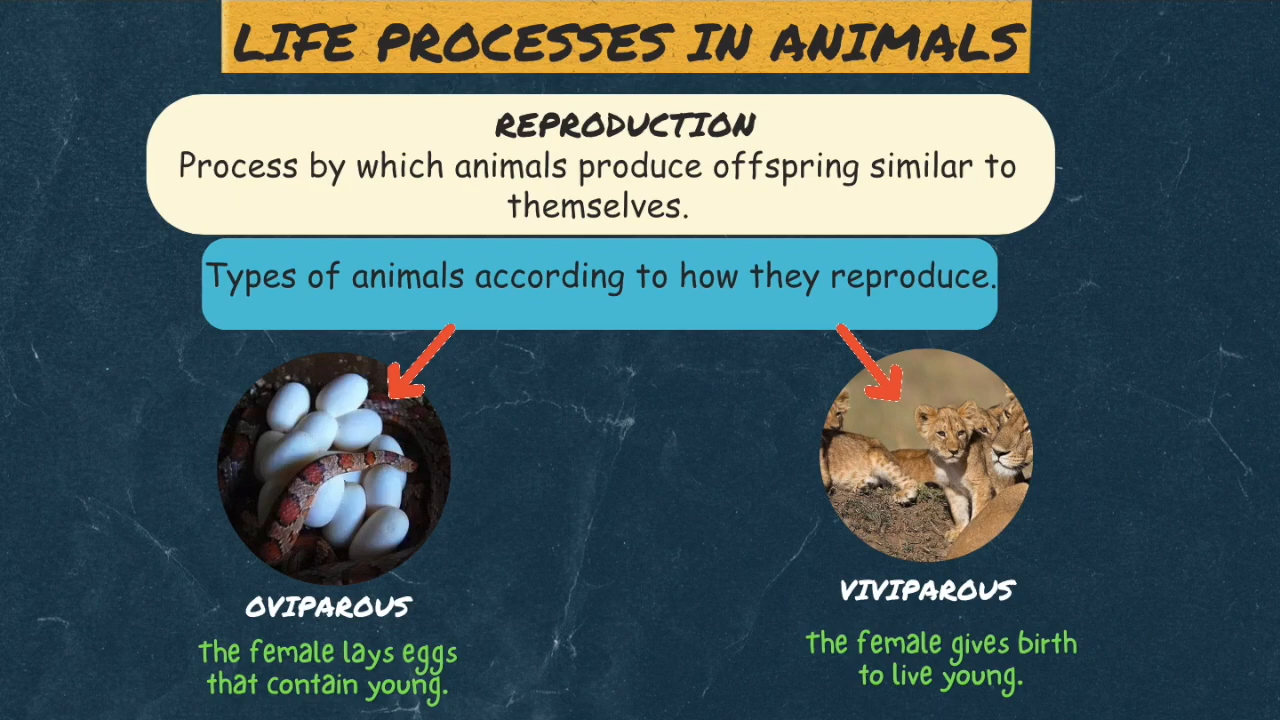 LIFE PROCESSES IN ANIMALS
REPRODUCTION
Process by which animals produce offspring similar to
themselves.
Types of animals according to how they reproduce.
OVIPAROUS
the female lays eggs
that contain young.
VIVIPAROUS
the female gives birth
to live young.